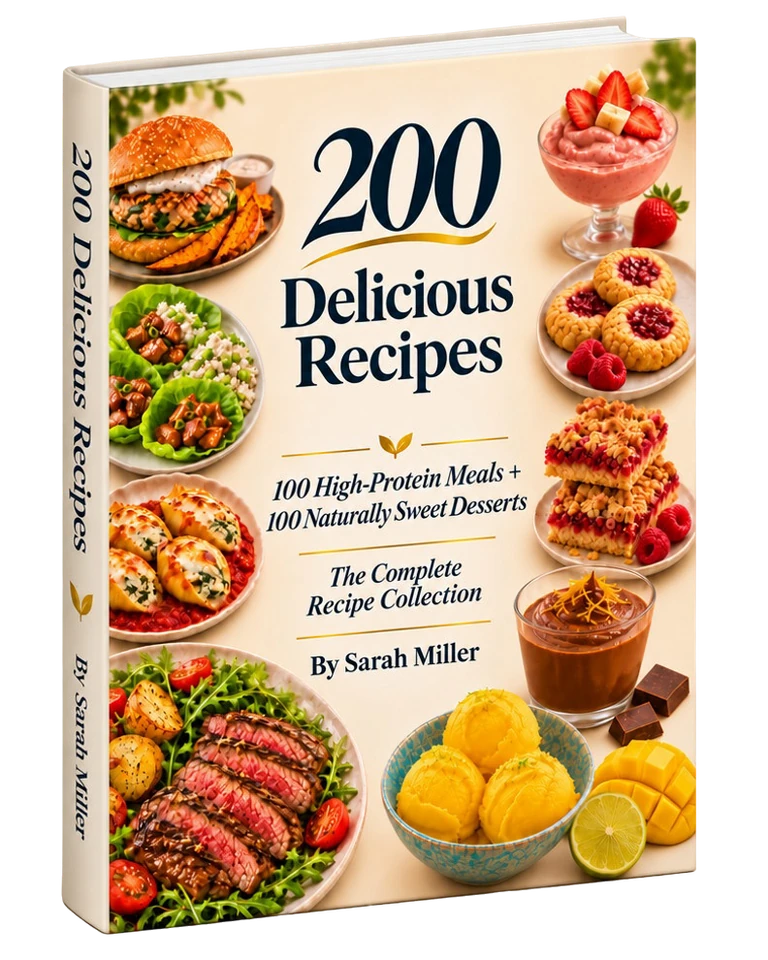 200 Delicious Recipes
By Sarah Miller
200
Delicious
Recipes
100 High-Protein Meals +
100 Naturally Sweet Desserts
The Complete
Recipe Collection
By Sarah Miller